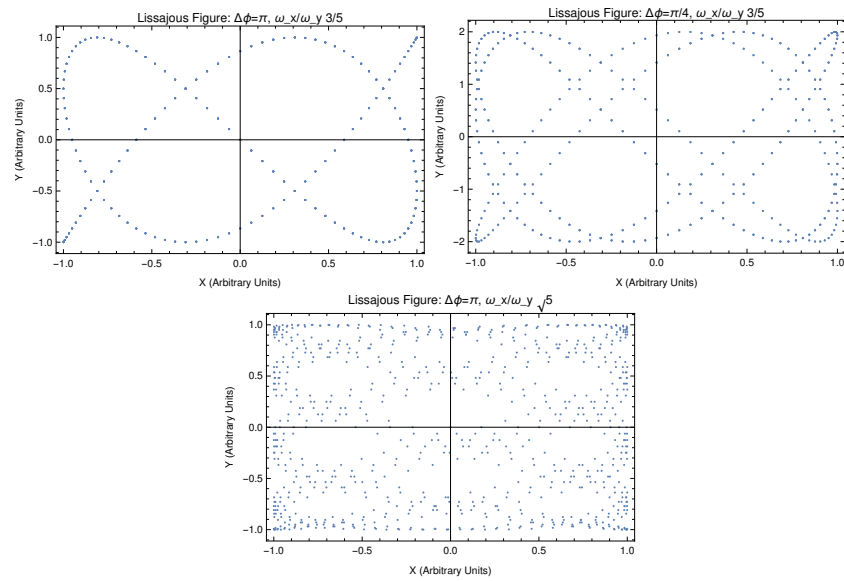 Lissajous Figure: Δϕ=π, ω_x/ω_y 3/5
1.0
0.5
0.0
−0.5
−1.0
Y (Arbitrary Units)
−1.0 −0.5 0.0 0.5 1.0
X (Arbitrary Units)
Lissajous Figure: Δϕ=π/4, ω_x/ω_y 3/5
2
1
0
−1
−2
Y (Arbitrary Units)
−1.0 −0.5 0.0 0.5 1.0
X (Arbitrary Units)
Lissajous Figure: Δϕ=π, ω_x/ω_y √5
1.0
0.5
0.0
−0.5
−1.0
Y (Arbitrary Units)
−1.0 −0.5 0.0 0.5 1.0
X (Arbitrary Units)